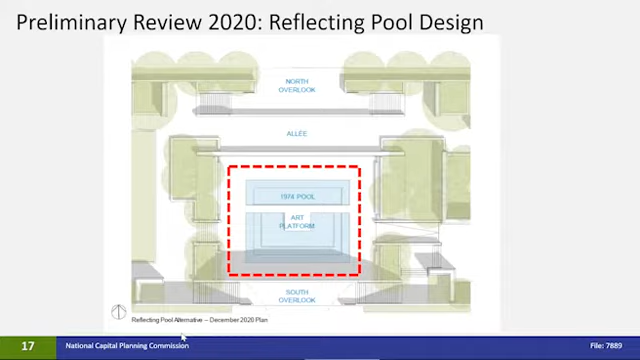 Preliminary Review 2020: Reflecting Pool Design
NORTH
OVERLOOK
ALLÉE
1974 POOL
ART
PLATFORM
SOUTH
OVERLOOK
Reflecting Pool Alternative – December 2020 Plan
17
National Capital Planning Commission
File: 7889